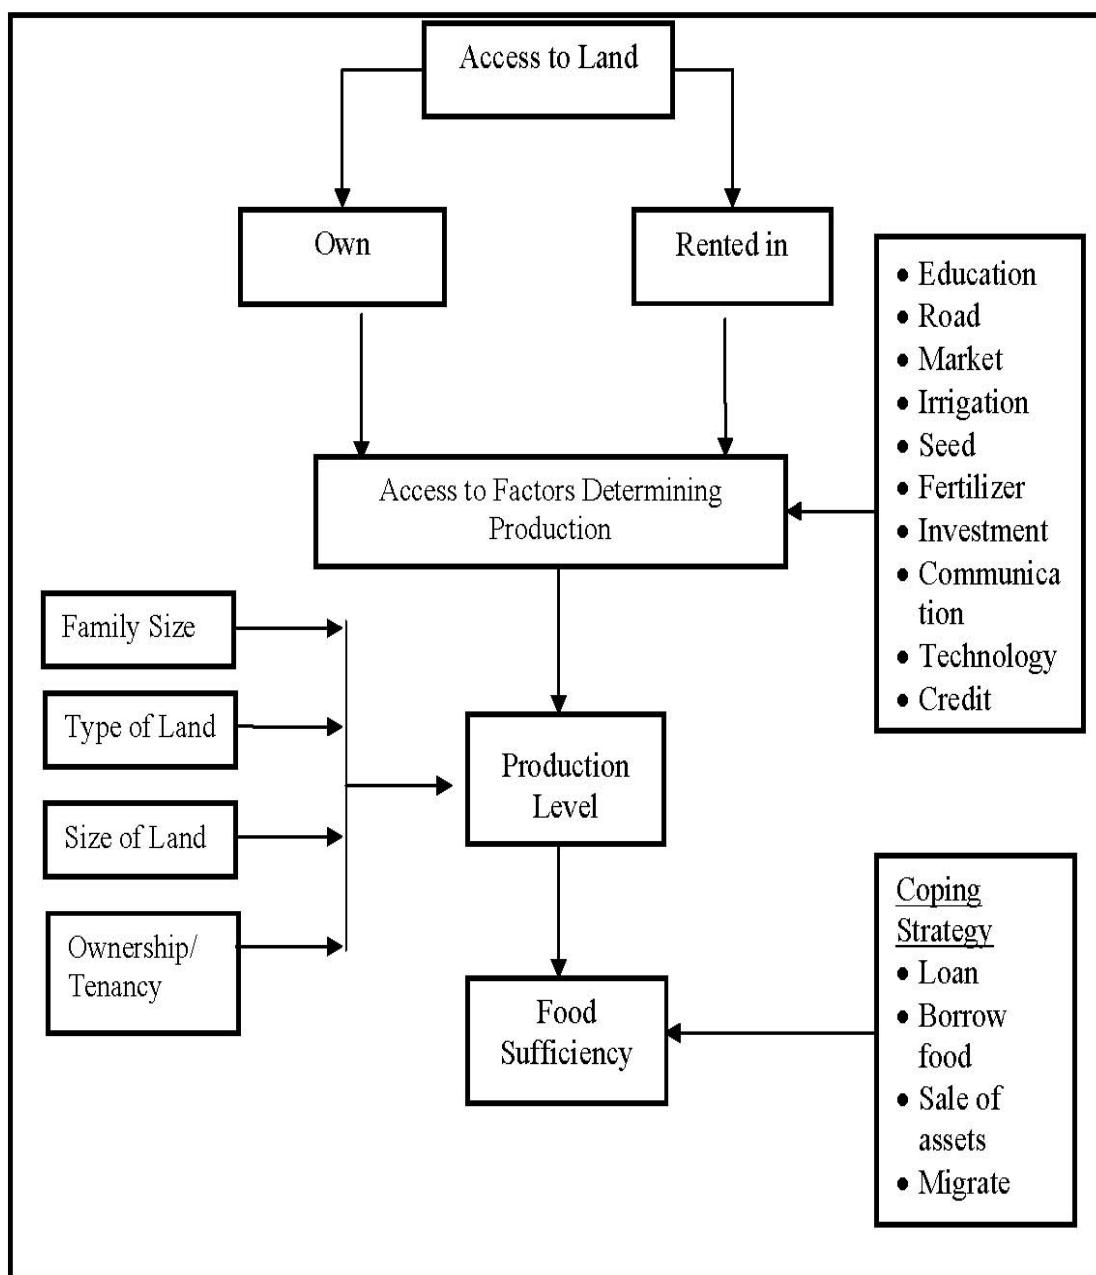 Access to Land
Own
Rented in
• Education
• Road
• Market
• Irrigation
• Seed
• Fertilizer
• Investment
• Communica
tion
• Technology
• Credit
Access to Factors Determining
Production
Family Size
Type of Land
Size of Land
Ownership/
Tenancy
Production
Level
Food
Sufficiency
Coping
Strategy
• Loan
• Borrow
food
• Sale of
assets
• Migrate